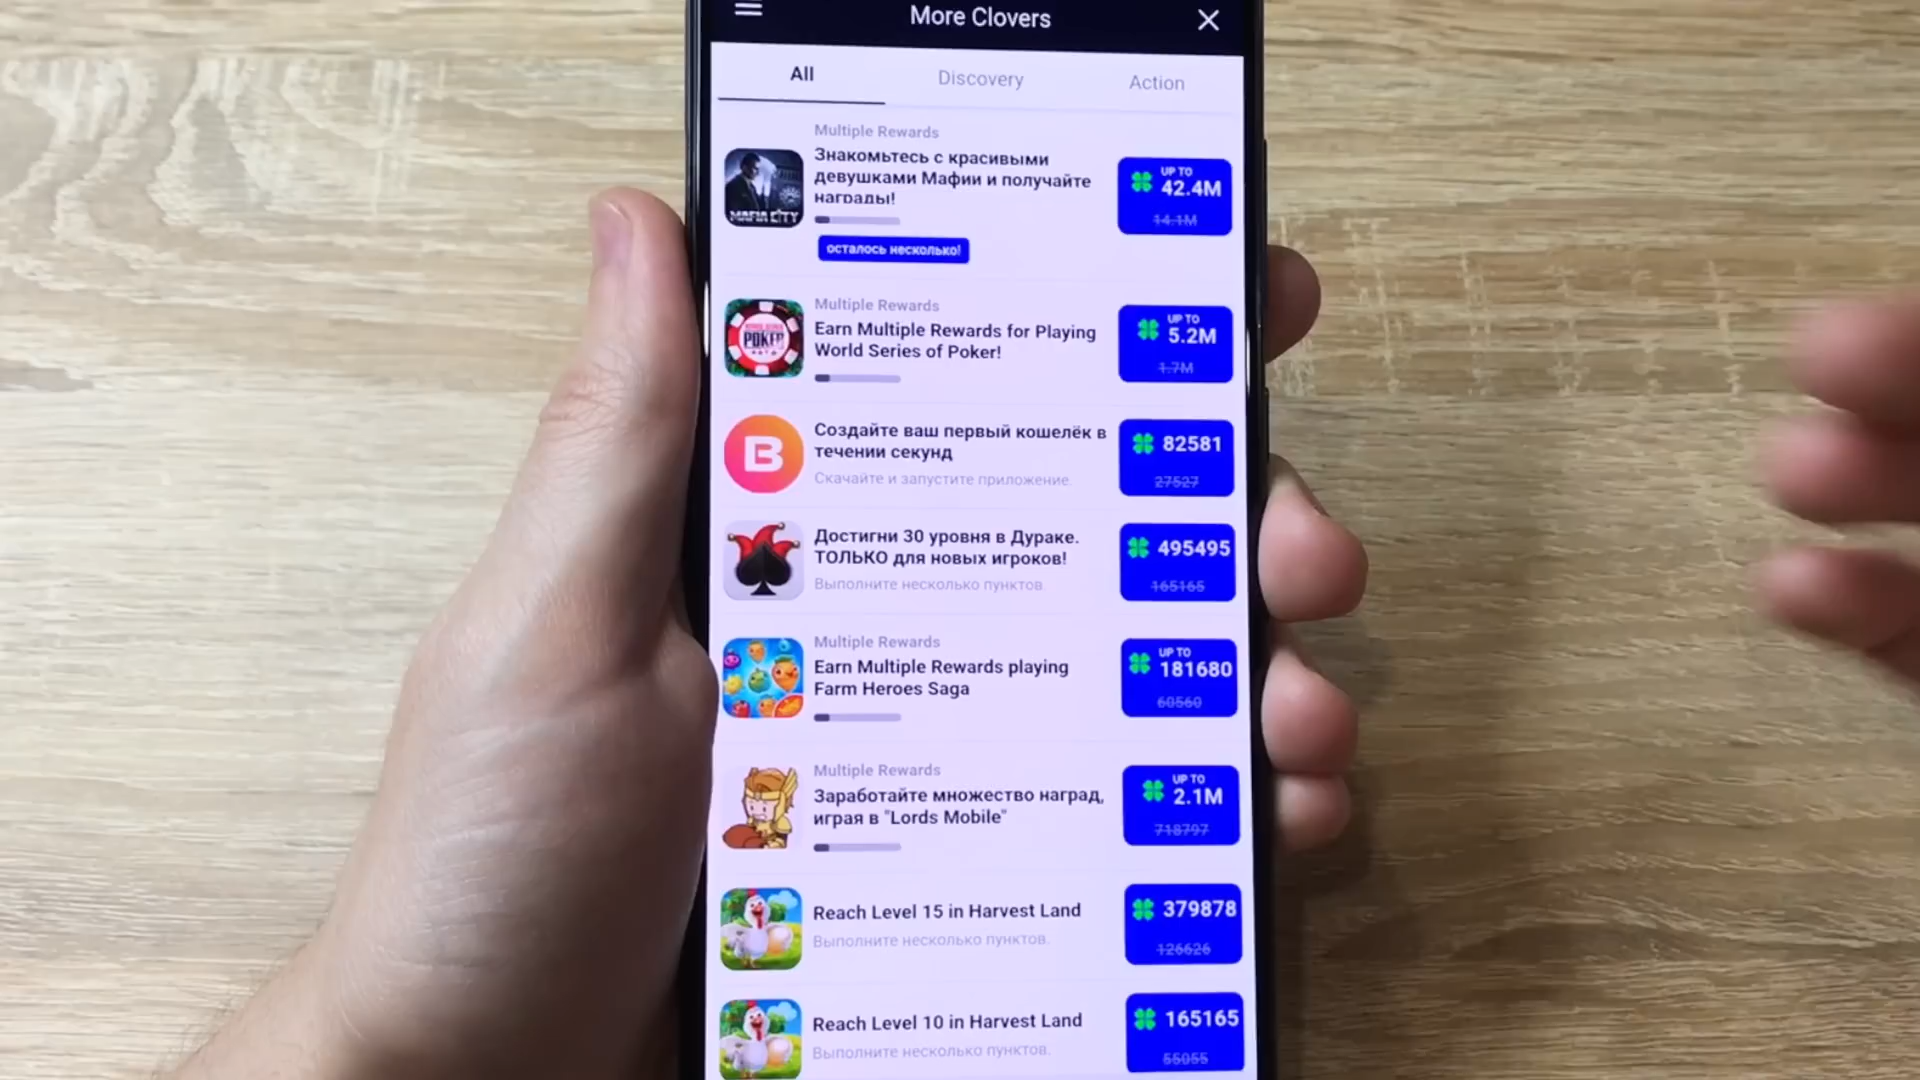 More Clovers
All
Discovery
Action
Multiple Rewards
Знакомьтесь с красивыми
девушками Мафии и получайте
награды!
осталось несколько!
MAFIA CITY
UP TO
42.4M
14.1M
Multiple Rewards
Earn Multiple Rewards for Playing
World Series of Poker!
POKER
UP TO
5.2M
1.7M
B
Создайте ваш первый кошелёк в
течении секунд
Скачайте и запустите приложение.
82581
27527
Достигни 30 уровня в Дураке.
ТОЛЬКО для новых игроков!
Выполните несколько пунктов.
495495
165165
Multiple Rewards
Earn Multiple Rewards playing
Farm Heroes Saga
UP TO
181680
60560
Multiple Rewards
Заработайте множество наград,
играя в "Lords Mobile"
UP TO
2.1M
718797
Reach Level 15 in Harvest Land
Выполните несколько пунктов.
379878
126626
Reach Level 10 in Harvest Land
Выполните несколько пунктов.
165165
55055